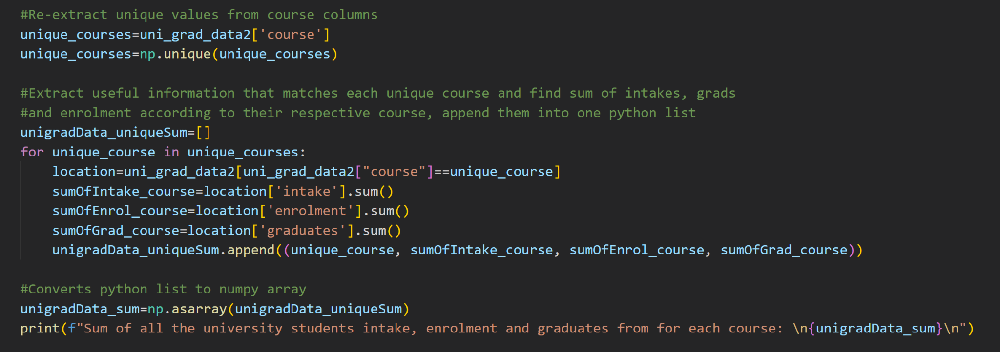 #Re-extract unique values from course columns
unique_courses=uni_grad_data2['course']
unique_courses=np.unique(unique_courses)

#Extract useful information that matches each unique course and find sum of intakes, grads
#and enrolment according to their respective course, append them into one python list
unigradData_uniqueSum=[]
for unique_course in unique_courses:
    location=uni_grad_data2[uni_grad_data2["course"]==unique_course]
    sumOfIntake_course=location['intake'].sum()
    sumOfEnrol_course=location['enrolment'].sum()
    sumOfGrad_course=location['graduates'].sum()
    unigradData_uniqueSum.append((unique_course, sumOfIntake_course, sumOfEnrol_course, sumOfGrad_course))

#Converts python list to numpy array
unigradData_sum=np.asarray(unigradData_uniqueSum)
print(f"Sum of all the university students intake, enrolment and graduates from for each course: \n{unigradData_sum}\n")